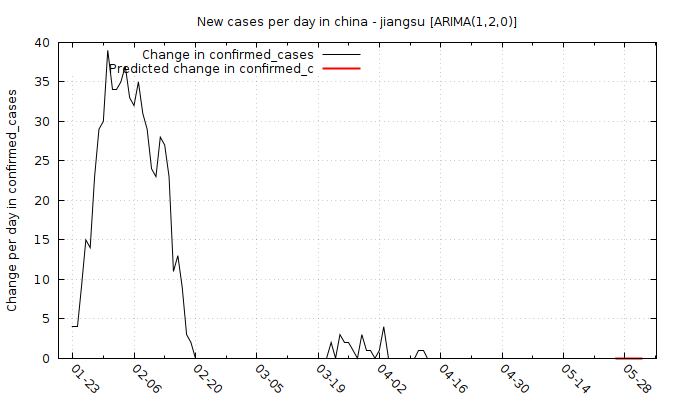 New cases per day in china - jiangsu [ARIMA(1,2,0)]
Change in confirmed_cases
Predicted change in confirmed_c
Change per day in confirmed_cases
40
35
30
25
20
15
10
5
0
01-23 02-06 02-20 03-05 03-19 04-02 04-16 04-30 05-14 05-28